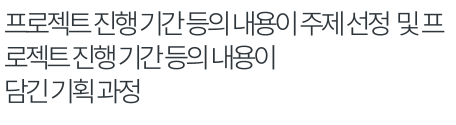 프로젝트 진행 기간 등의 내용이 주제 선정 및 프
로젝트 진행 기간 등의 내용이
담긴 기획 과정